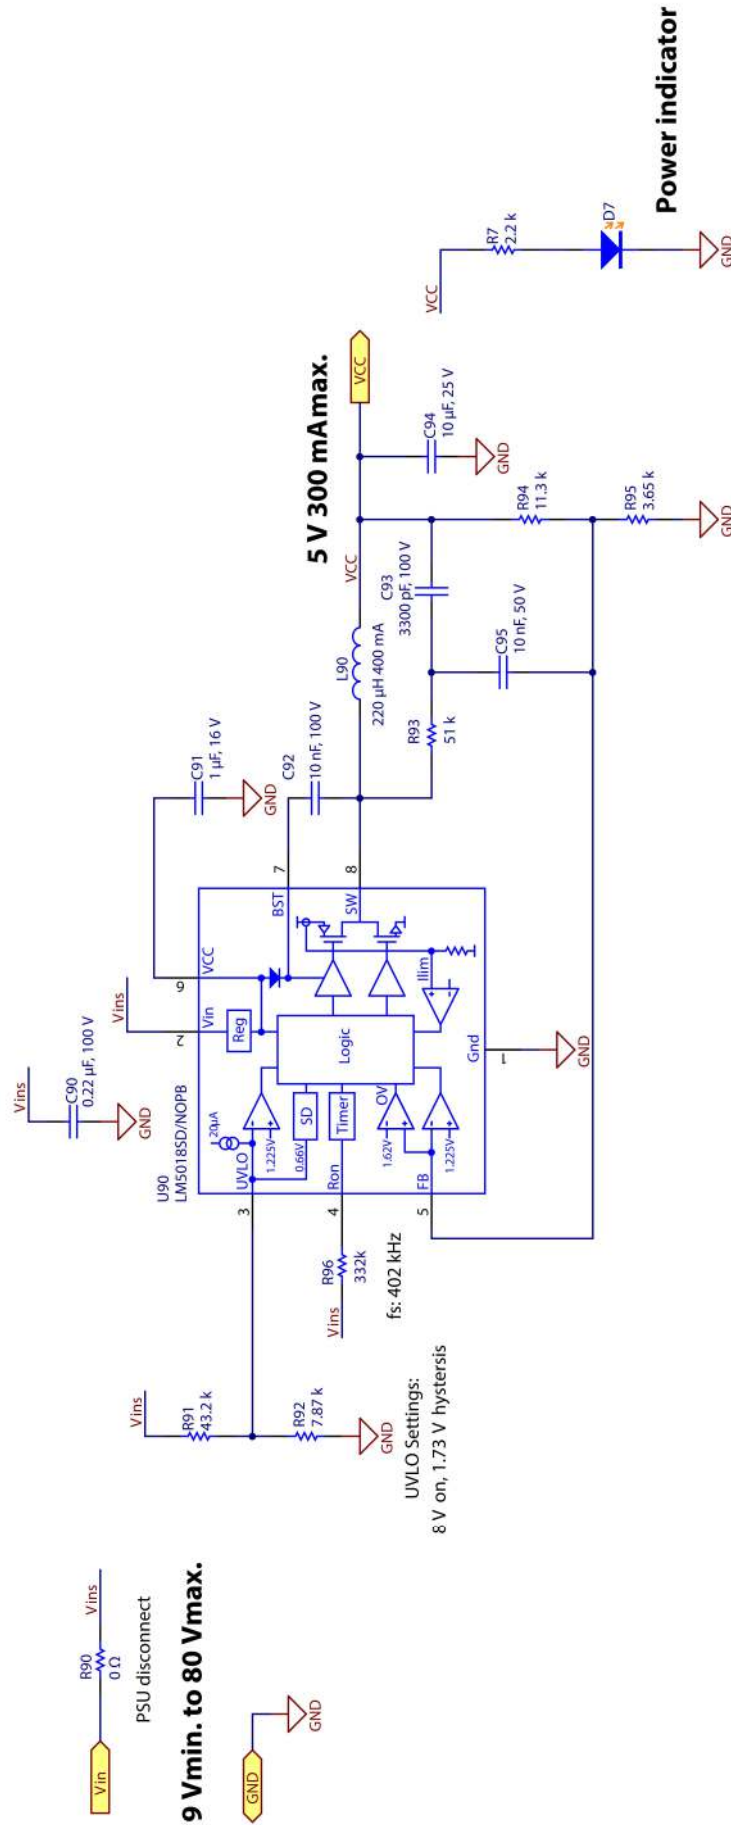 Vin
R90
0 Ω
Vins
PSU disconnect
9 Vmin. to 80 Vmax.
GND
GND
Vins
R91
43.2 k
R92
7.87 k
GND
UVLO Settings:
8 V on, 1.73 V hystersis
Vins
R96
332k
fs: 402 kHz
Vins
C90
0.22 µF, 100 V
GND
Vins
U90
LM5018SD/NOPB
3
4
5
2
6
7
8
1
20µA
UVLO
1.225V
0.66V
SD
Ron
Timer
1.62V
OV
FB
1.225V
Vin
Reg
VCC
Logic
BST
SW
Ilim
Gnd
GND
C91
1 µF, 16 V
GND
C92
10 nF, 100 V
L90
220 µH 400 mA
R93
51 k
C93
3300 pF, 100 V
C95
10 nF, 50 V
VCC
5 V 300 mAmax.
VCC
C94
10 µF, 25 V
GND
R94
11.3 k
R95
3.65 k
GND
VCC
R7
2.2 k
D7
GND
Power indicator